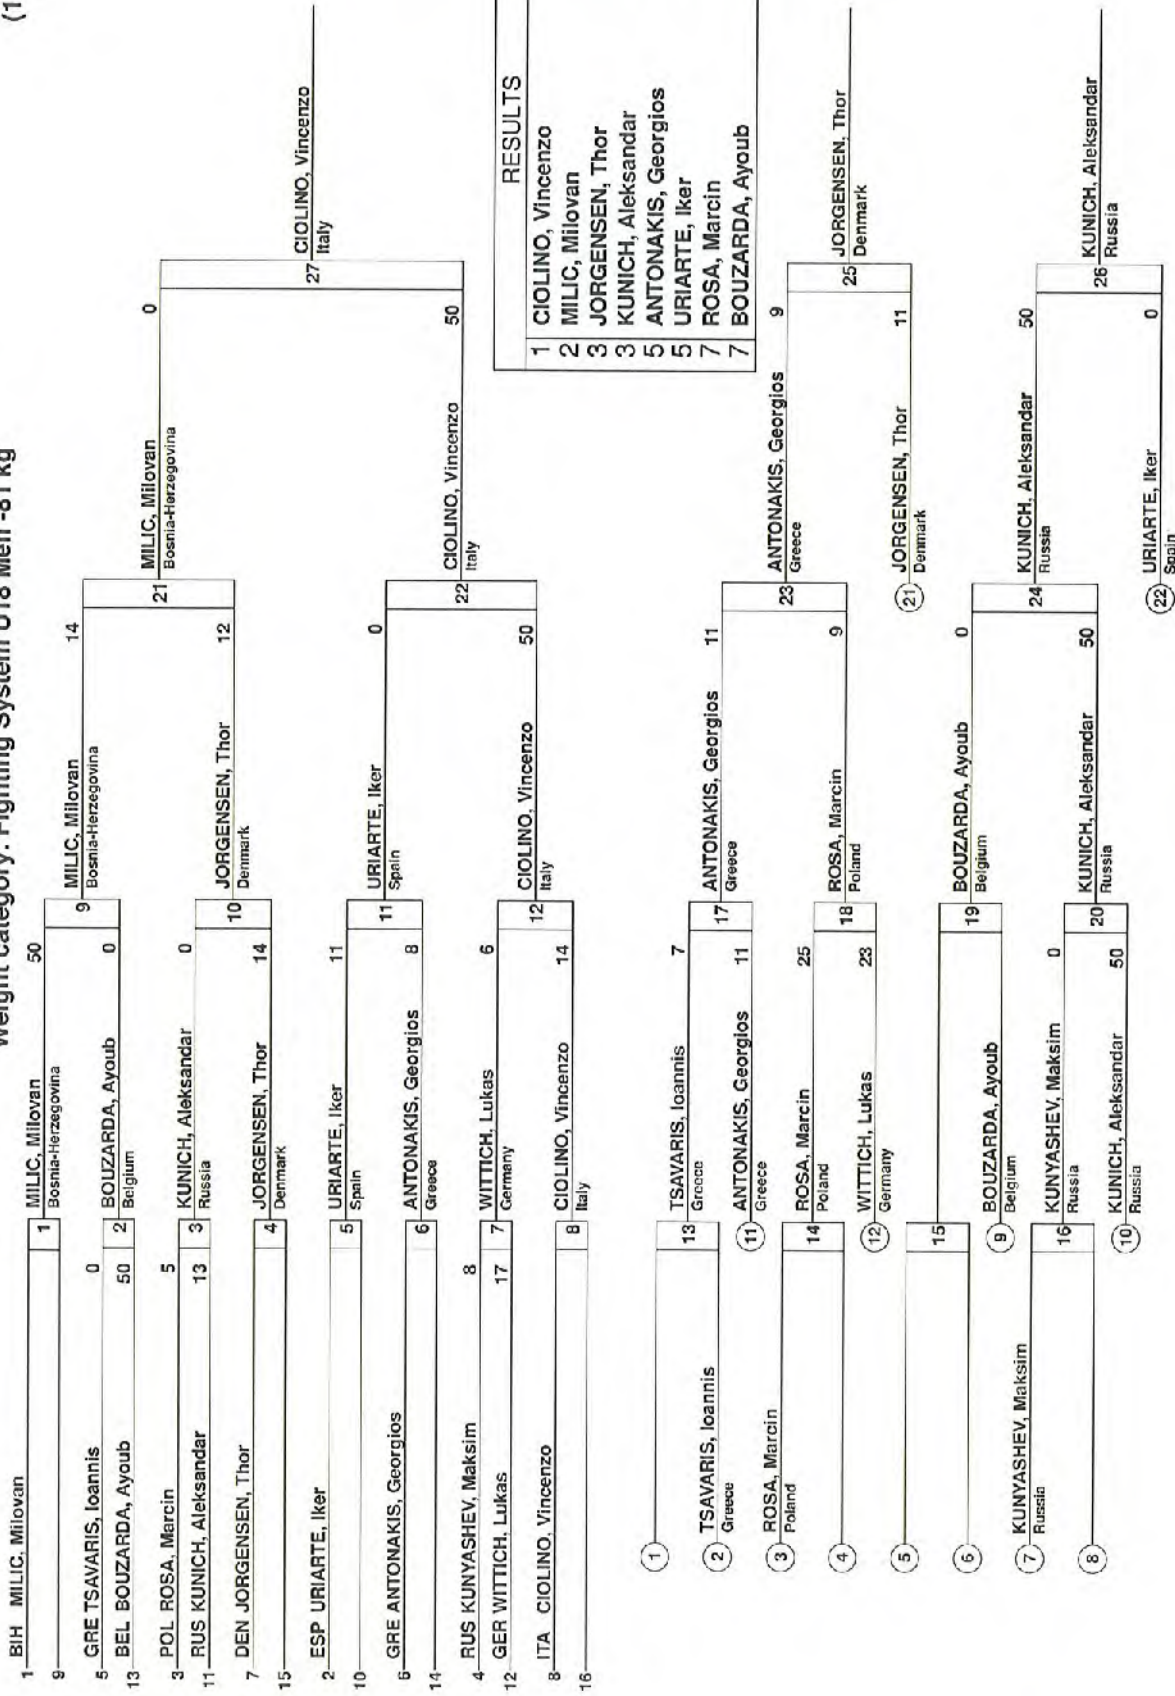 Weight category: Fighting System U18 Men -81 kg
(1
BIH MILIC, Milovan
1
9
GRE TSAVARIS, Ioannis
5
0
BEL BOUZARDA, Ayoub
13
50
POL ROSA, Marcin
3
5
RUS KUNICH, Aleksandar
11
13
DEN JORGENSEN, Thor
7
15
ESP URIARTE, Iker
2
10
GRE ANTONAKIS, Georgios
6
14
RUS KUNYASHEV, Maksim
4
8
GER WITTICH, Lukas
12
17
ITA CIOLINO, Vincenzo
8
16
1
MILIC, Milovan
Bosnia-Herzegovina
50
2
BOUZARDA, Ayoub
Belgium
0
3
KUNICH, Aleksandar
Russia
0
4
JORGENSEN, Thor
Denmark
14
5
URIARTE, Iker
Spain
11
6
ANTONAKIS, Georgios
Greece
8
7
WITTICH, Lukas
Germany
6
8
CIOLINO, Vincenzo
Italy
14
9
MILIC, Milovan
Bosnia-Herzegovina
14
10
JORGENSEN, Thor
Denmark
12
11
URIARTE, Iker
Spain
0
12
CIOLINO, Vincenzo
Italy
50
21
MILIC, Milovan
Bosnia-Herzegovina
0
22
CIOLINO, Vincenzo
Italy
50
27
CIOLINO, Vincenzo
Italy
RESULTS
1 CIOLINO, Vincenzo
2 MILIC, Milovan
3 JORGENSEN, Thor
3 KUNICH, Aleksandar
5 ANTONAKIS, Georgios
5 URIARTE, Iker
7 ROSA, Marcin
7 BOUZARDA, Ayoub
1
2
TSAVARIS, Ioannis
Greece
3
ROSA, Marcin
Poland
4
5
6
7
KUNYASHEV, Maksim
Russia
8
13
TSAVARIS, Ioannis
Greece
7
11
ANTONAKIS, Georgios
Greece
11
14
ROSA, Marcin
Poland
25
12
WITTICH, Lukas
Germany
23
15
9
BOUZARDA, Ayoub
Belgium
16
KUNYASHEV, Maksim
Russia
0
10
KUNICH, Aleksandar
Russia
50
17
ANTONAKIS, Georgios
Greece
11
18
ROSA, Marcin
Poland
9
19
BOUZARDA, Ayoub
Belgium
0
20
KUNICH, Aleksandar
Russia
50
23
ANTONAKIS, Georgios
Greece
9
21
JORGENSEN, Thor
Denmark
11
24
KUNICH, Aleksandar
Russia
50
22
URIARTE, Iker
Spain
0
25
JORGENSEN, Thor
Denmark
26
KUNICH, Aleksandar
Russia